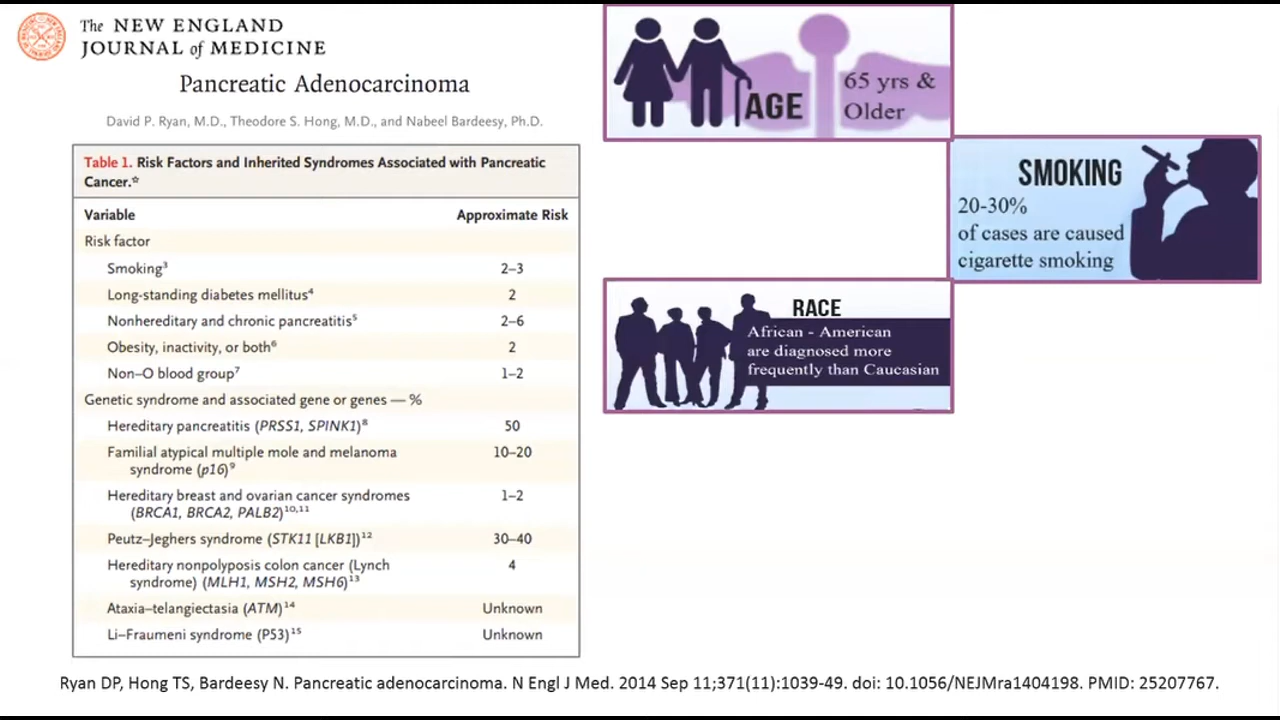 The NEW ENGLAND
JOURNAL of MEDICINE
Pancreatic Adenocarcinoma
David P. Ryan, M.D., Theodore S. Hong, M.D., and Nabeel Bardeesy, Ph.D.
Table 1. Risk Factors and Inherited Syndromes Associated with Pancreatic
Cancer.*
Variable Approximate Risk
Risk factor
Smoking³ 2–3
Long-standing diabetes mellitus⁴ 2
Nonhereditary and chronic pancreatitis⁵ 2–6
Obesity, inactivity, or both⁶ 2
Non–O blood group⁷ 1–2
Genetic syndrome and associated gene or genes — %
Hereditary pancreatitis (PRSS1, SPINK1)⁸ 50
Familial atypical multiple mole and melanoma 10–20
syndrome (p16)⁹
Hereditary breast and ovarian cancer syndromes 1–2
(BRCA1, BRCA2, PALB2)¹⁰,¹¹
Peutz–Jeghers syndrome (STK11 [LKB1])¹² 30–40
Hereditary nonpolyposis colon cancer (Lynch 4
syndrome) (MLH1, MSH2, MSH6)¹³
Ataxia–telangiectasia (ATM)¹⁴ Unknown
Li–Fraumeni syndrome (P53)¹⁵ Unknown
AGE
65 yrs &
Older
SMOKING
20-30%
of cases are caused
cigarette smoking
RACE
African - American
are diagnosed more
frequently than Caucasian
Ryan DP, Hong TS, Bardeesy N. Pancreatic adenocarcinoma. N Engl J Med. 2014 Sep 11;371(11):1039-49. doi: 10.1056/NEJMra1404198. PMID: 25207767.